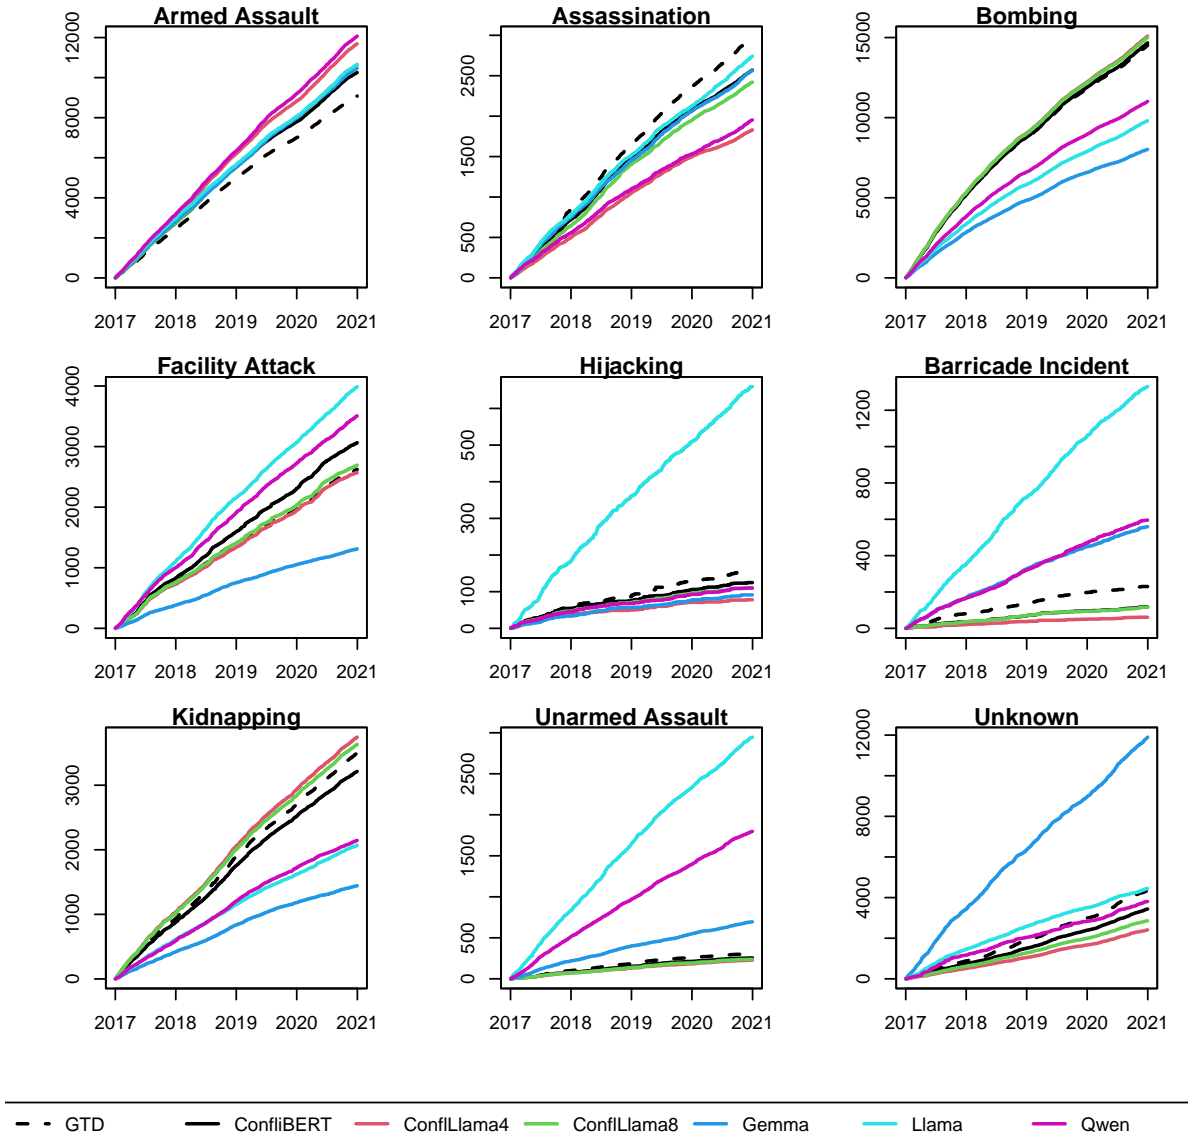 Armed Assault
Assassination
Bombing
0 4000 8000 12000
0 500 1500 2500
0 5000 10000 15000
2017 2018 2019 2020 2021
2017 2018 2019 2020 2021
2017 2018 2019 2020 2021
Facility Attack
Hijacking
Barricade Incident
0 1000 2000 3000 4000
0 100 300 500
0 400 800 1200
2017 2018 2019 2020 2021
2017 2018 2019 2020 2021
2017 2018 2019 2020 2021
Kidnapping
Unarmed Assault
Unknown
0 1000 2000 3000
0 500 1500 2500
0 4000 8000 12000
2017 2018 2019 2020 2021
2017 2018 2019 2020 2021
2017 2018 2019 2020 2021
GTD ConfliBERT ConflLlama4 ConflLlama8 Gemma Llama Qwen